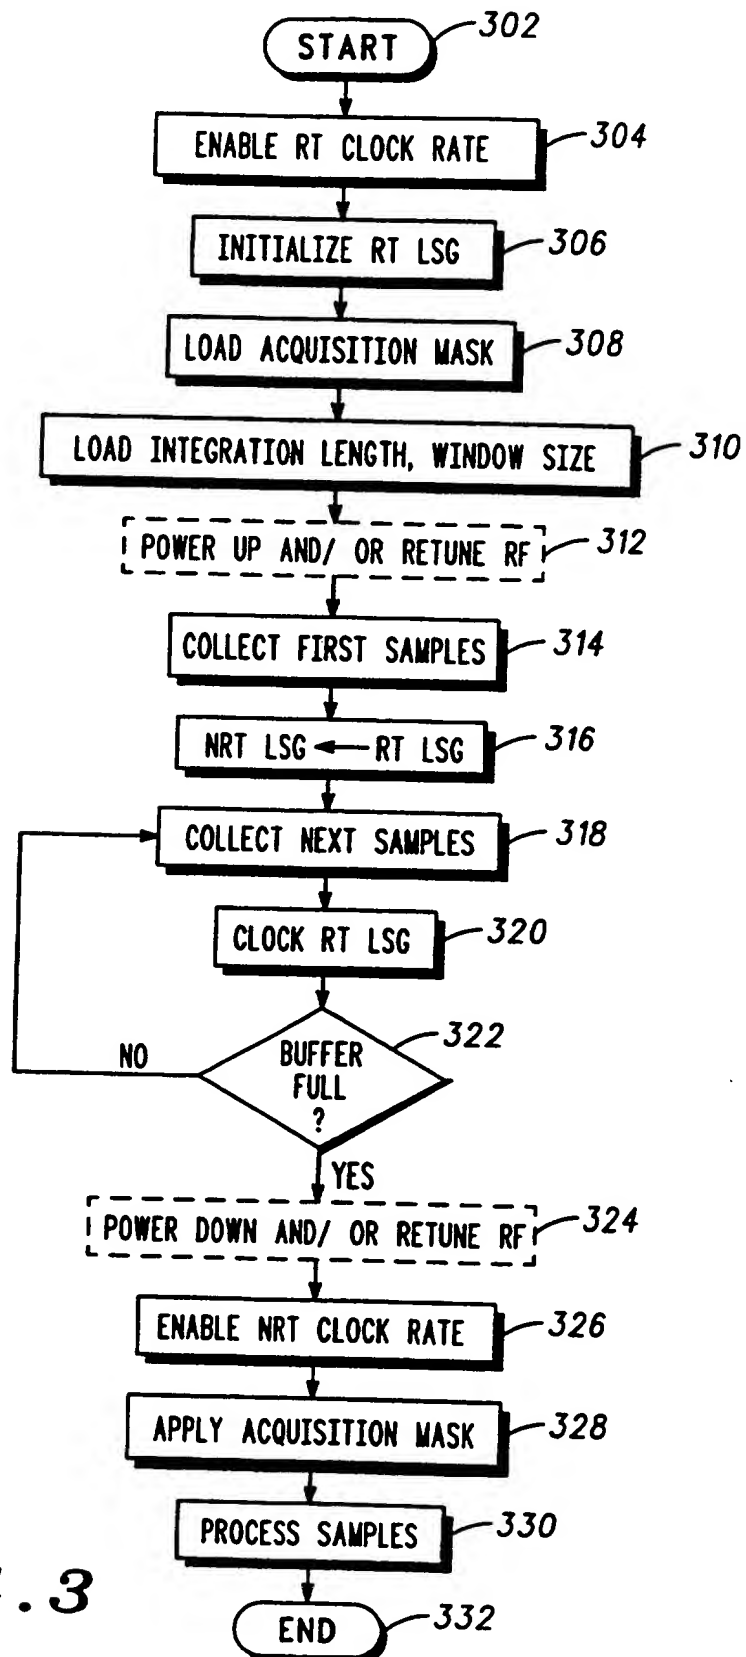 START 302
ENABLE RT CLOCK RATE 304
INITIALIZE RT LSG 306
LOAD ACQUISITION MASK 308
LOAD INTEGRATION LENGTH, WINDOW SIZE 310
POWER UP AND/ OR RETUNE RF 312
COLLECT FIRST SAMPLES 314
NRT LSG ← RT LSG 316
COLLECT NEXT SAMPLES 318
CLOCK RT LSG 320
322
BUFFER
FULL
?
NO
YES
POWER DOWN AND/ OR RETUNE RF 324
ENABLE NRT CLOCK RATE 326
APPLY ACQUISITION MASK 328
PROCESS SAMPLES 330
.3
END 332